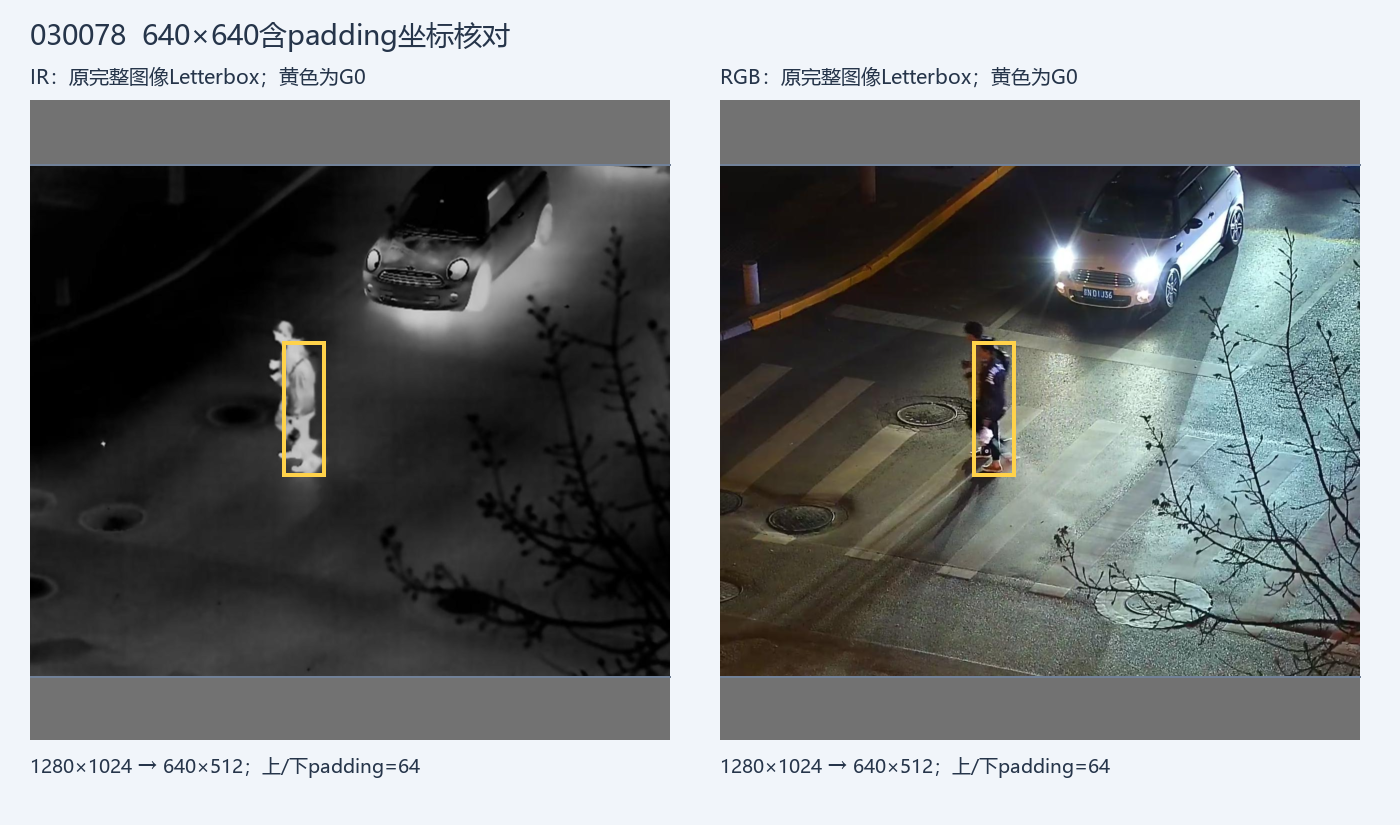 030078  640×640含padding坐标核对
IR：原完整图像Letterbox；黄色为G0
RGB：原完整图像Letterbox；黄色为G0
1280×1024 → 640×512；上/下padding=64
1280×1024 → 640×512；上/下padding=64